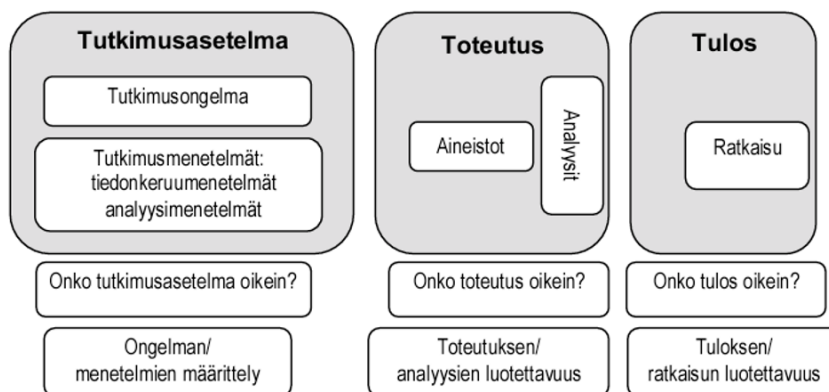 Tutkimusasetelma
Tutkimusongelma
Tutkimusmenetelmät:
tiedonkeruumenetelmät
analyysimenetelmät
Onko tutkimusasetelma oikein?
Ongelman/
menetelmien määrittely
Toteutus
Aineistot
Analyysit
Onko toteutus oikein?
Toteutuksen/
analyysien luotettavuus
Tulos
Ratkaisu
Onko tulos oikein?
Tuloksen/
ratkaisun luotettavuus